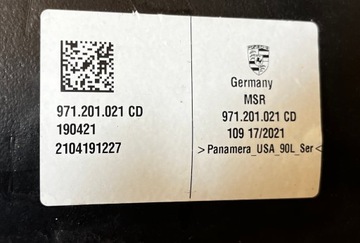 971.201.021 CD
190421
2104191227
Germany
MSR
971.201.021 CD
109 17/2021
>Panamera_USA_90L_Ser<